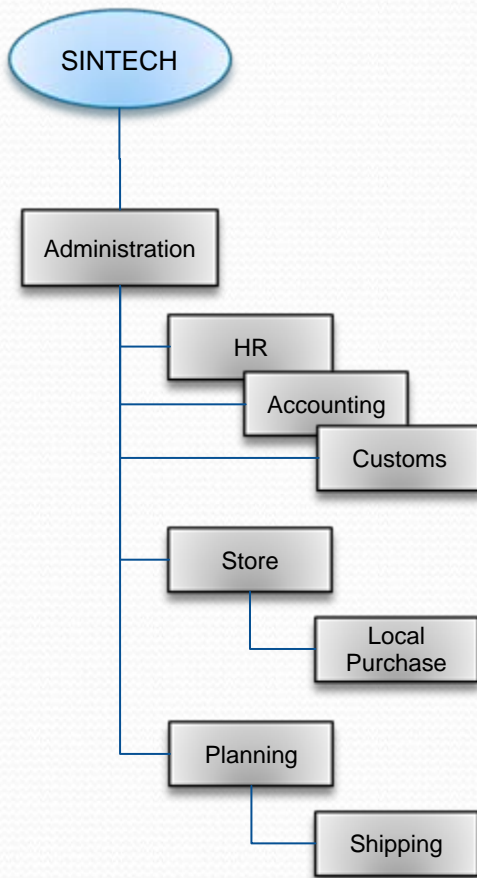 SINTECH
Administration
HR
Accounting
Customs
Store
Local
Purchase
Planning
Shipping